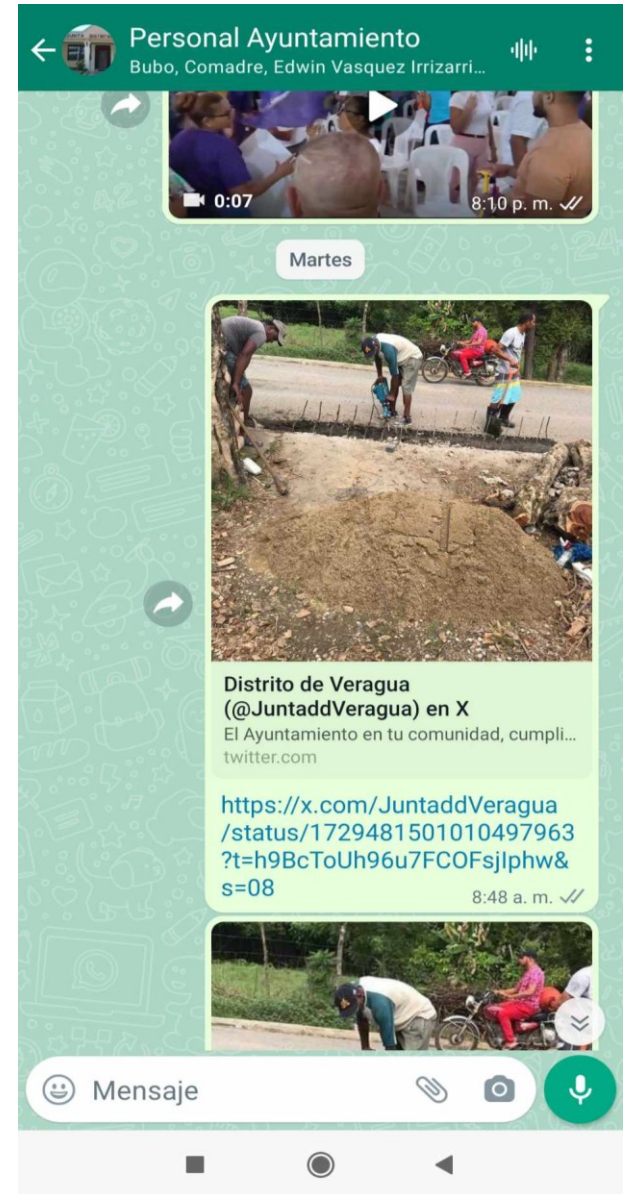 Personal Ayuntamiento
Bubo, Comadre, Edwin Vasquez Irrizarri...
0:07
8:10 p. m.
Martes
Distrito de Veragua
(@JuntaddVeragua) en X
El Ayuntamiento en tu comunidad, cumpli...
twitter.com
https://x.com/JuntaddVeragua
/status/1729481501010497963
?t=h9BcToUh96u7FCOFsjIphw&
s=08
8:48 a. m.
Mensaje